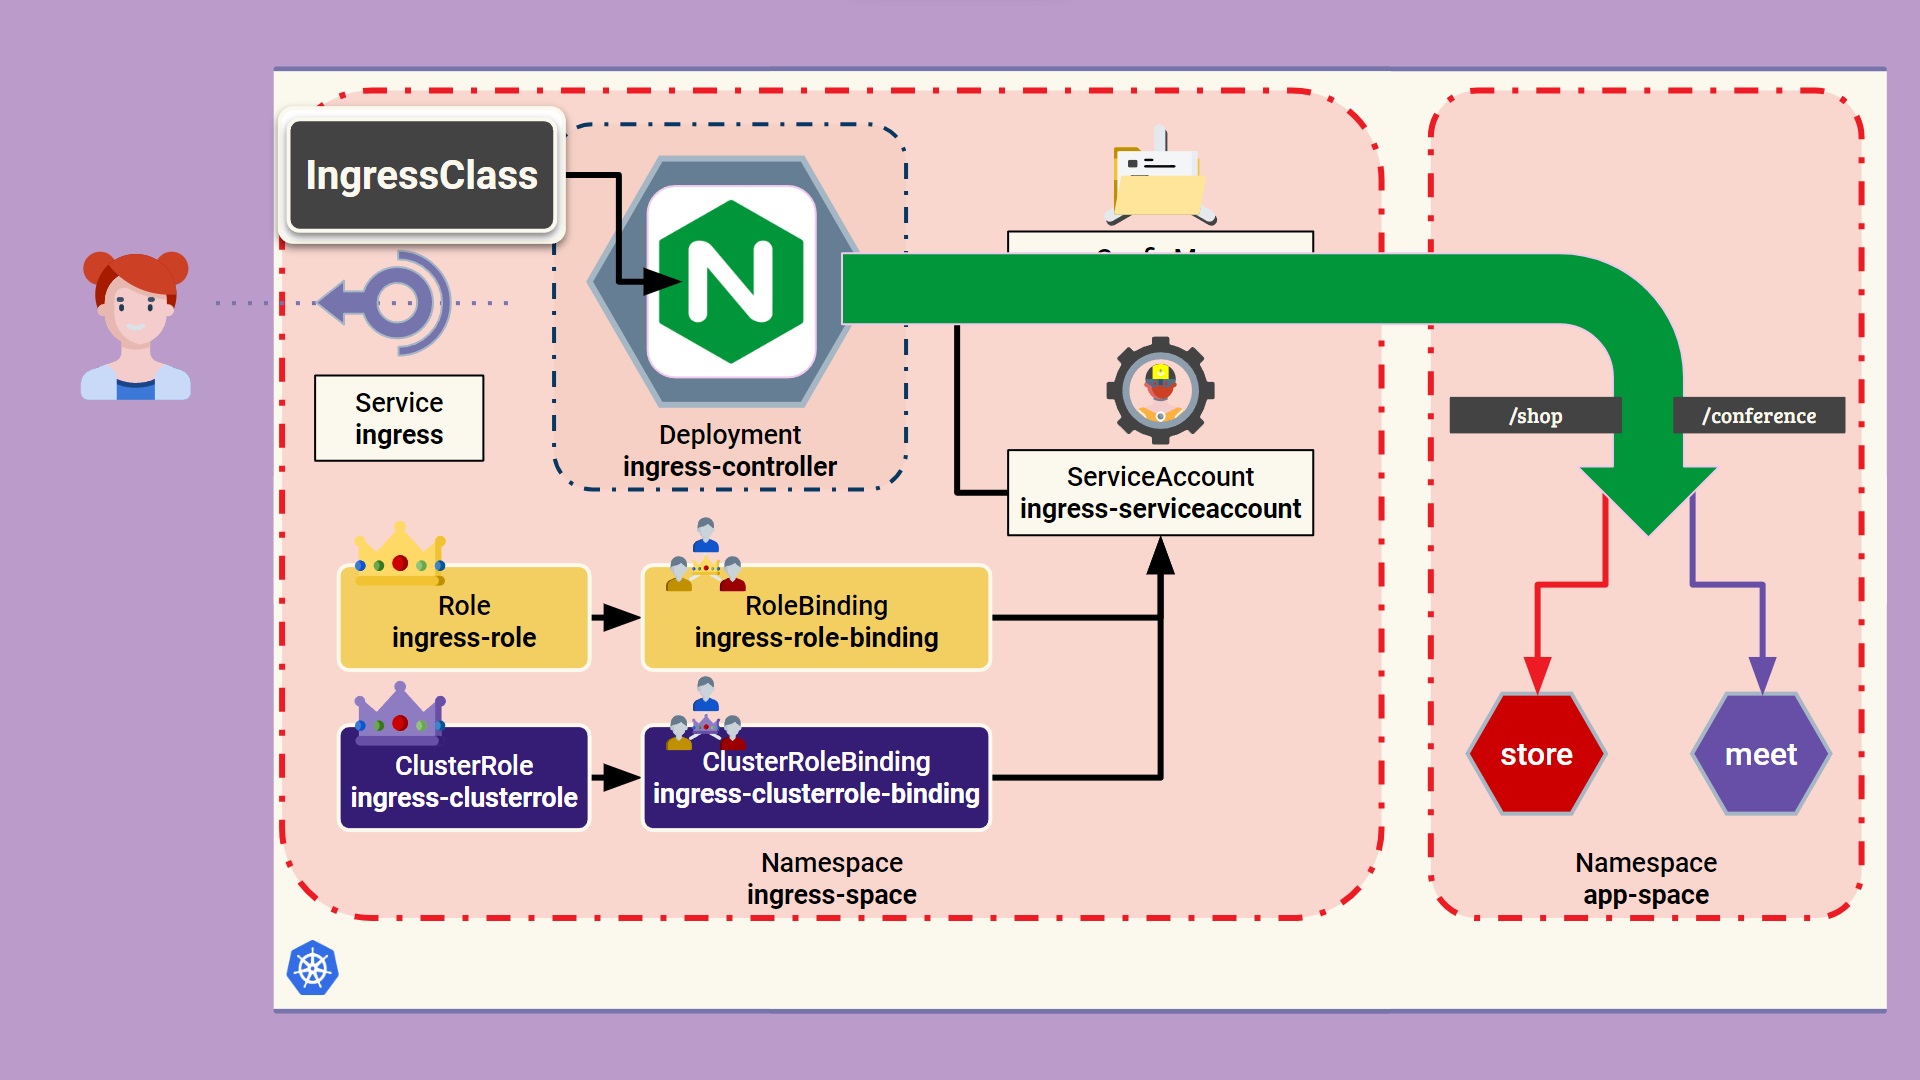 IngressClass
Service
ingress
N
Deployment
ingress-controller
ServiceAccount
ingress-serviceaccount
Role
ingress-role
RoleBinding
ingress-role-binding
ClusterRole
ingress-clusterrole
ClusterRoleBinding
ingress-clusterrole-binding
Namespace
ingress-space
/shop
/conference
store
meet
Namespace
app-space